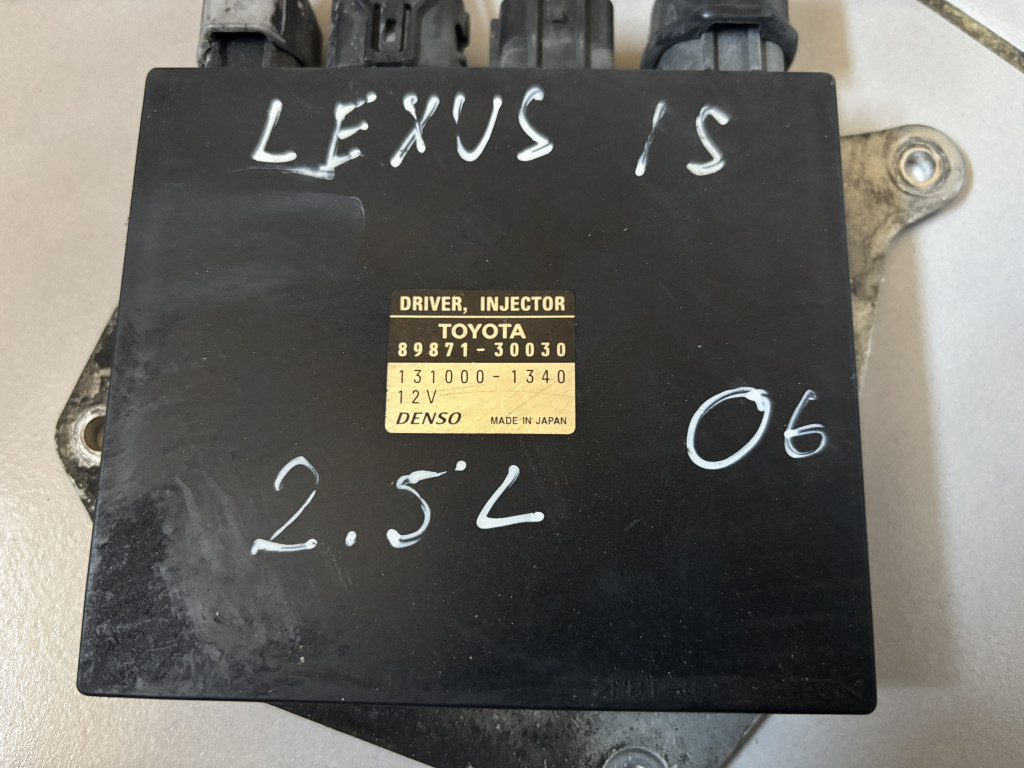 LEXUS IS
DRIVER, INJECTOR
TOYOTA
89871-30030
131000-1340
12V
DENSO MADE IN JAPAN
06
2.5L